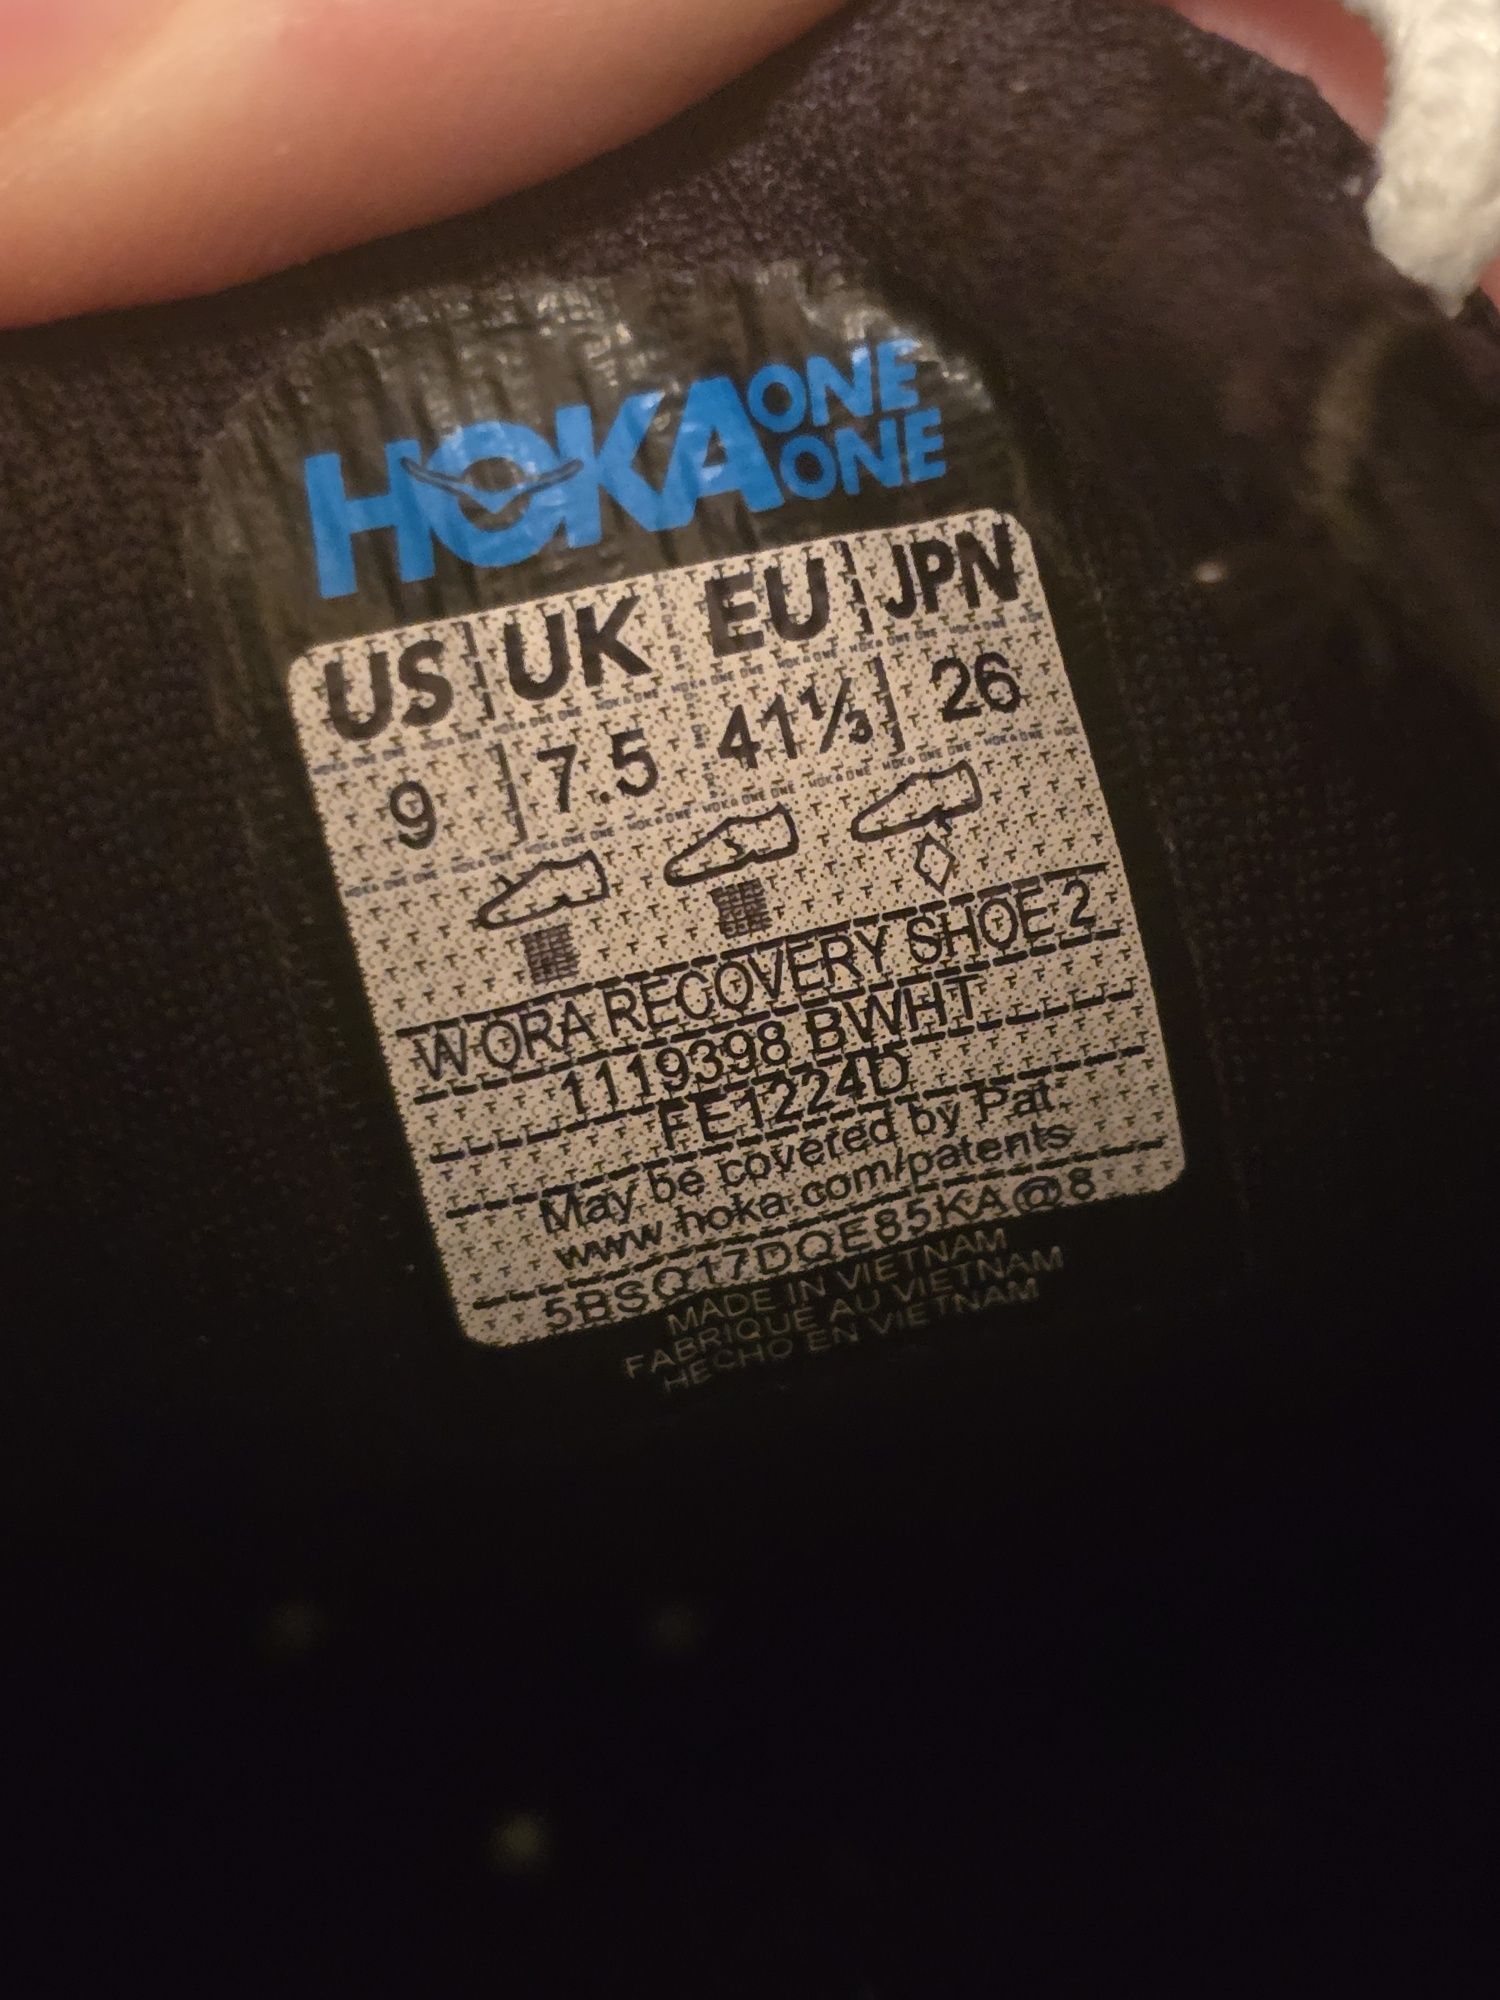 HOKA ONE ONE
US UK EU JPN
9 7.5 41⅓ 26
W ORA RECOVERY SHOE 2
1119398 BWHT
FE1224D
May be covered by Pat.
www.hoka.com/patents
5BSQ17DQE85KA@8
MADE IN VIETNAM
FABRIQUE AU VIETNAM
HECHO EN VIETNAM